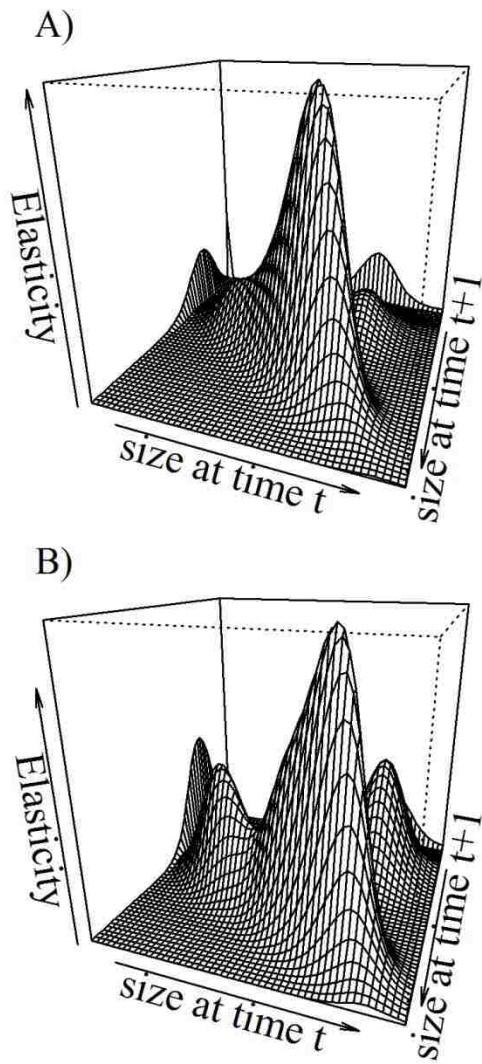 A)
Elasticity
size at time t
size at time t+1
B)
Elasticity
size at time t
size at time t+1